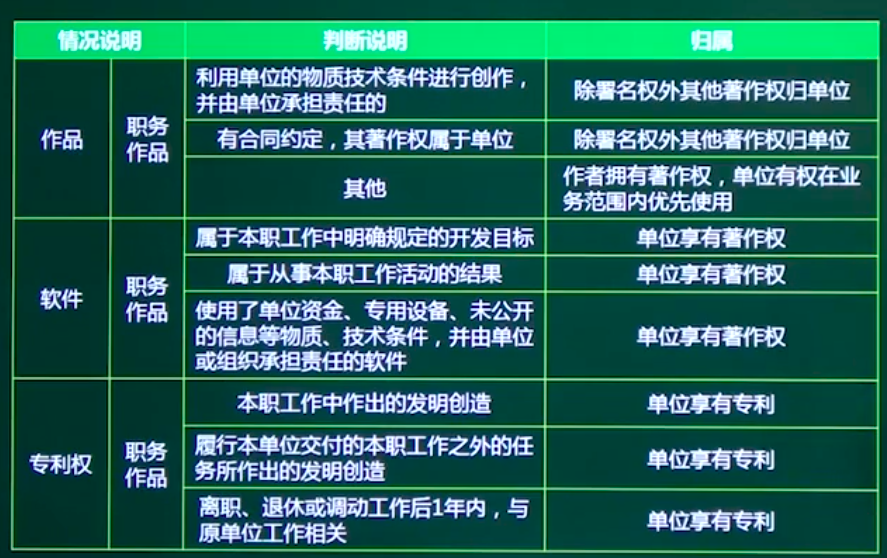 情况说明 判断说明 归属
作品
职务
作品
利用单位的物质技术条件进行创作，
并由单位承担责任的
除署名权外其他著作权归单位
有合同约定，其著作权属于单位
除署名权外其他著作权归单位
其他
作者拥有著作权，单位有权在业
务范围内优先使用
软件
职务
作品
属于本职工作中明确规定的开发目标
单位享有著作权
属于从事本职工作活动的结果
单位享有著作权
使用了单位资金、专用设备、未公开
的信息等物质、技术条件，并由单位
或组织承担责任的软件
单位享有著作权
专利权
职务
作品
本职工作中作出的发明创造
单位享有专利
履行本单位交付的本职工作之外的任
务所作出的发明创造
单位享有专利
离职、退休或调动工作后1年内，与
原单位工作相关
单位享有专利